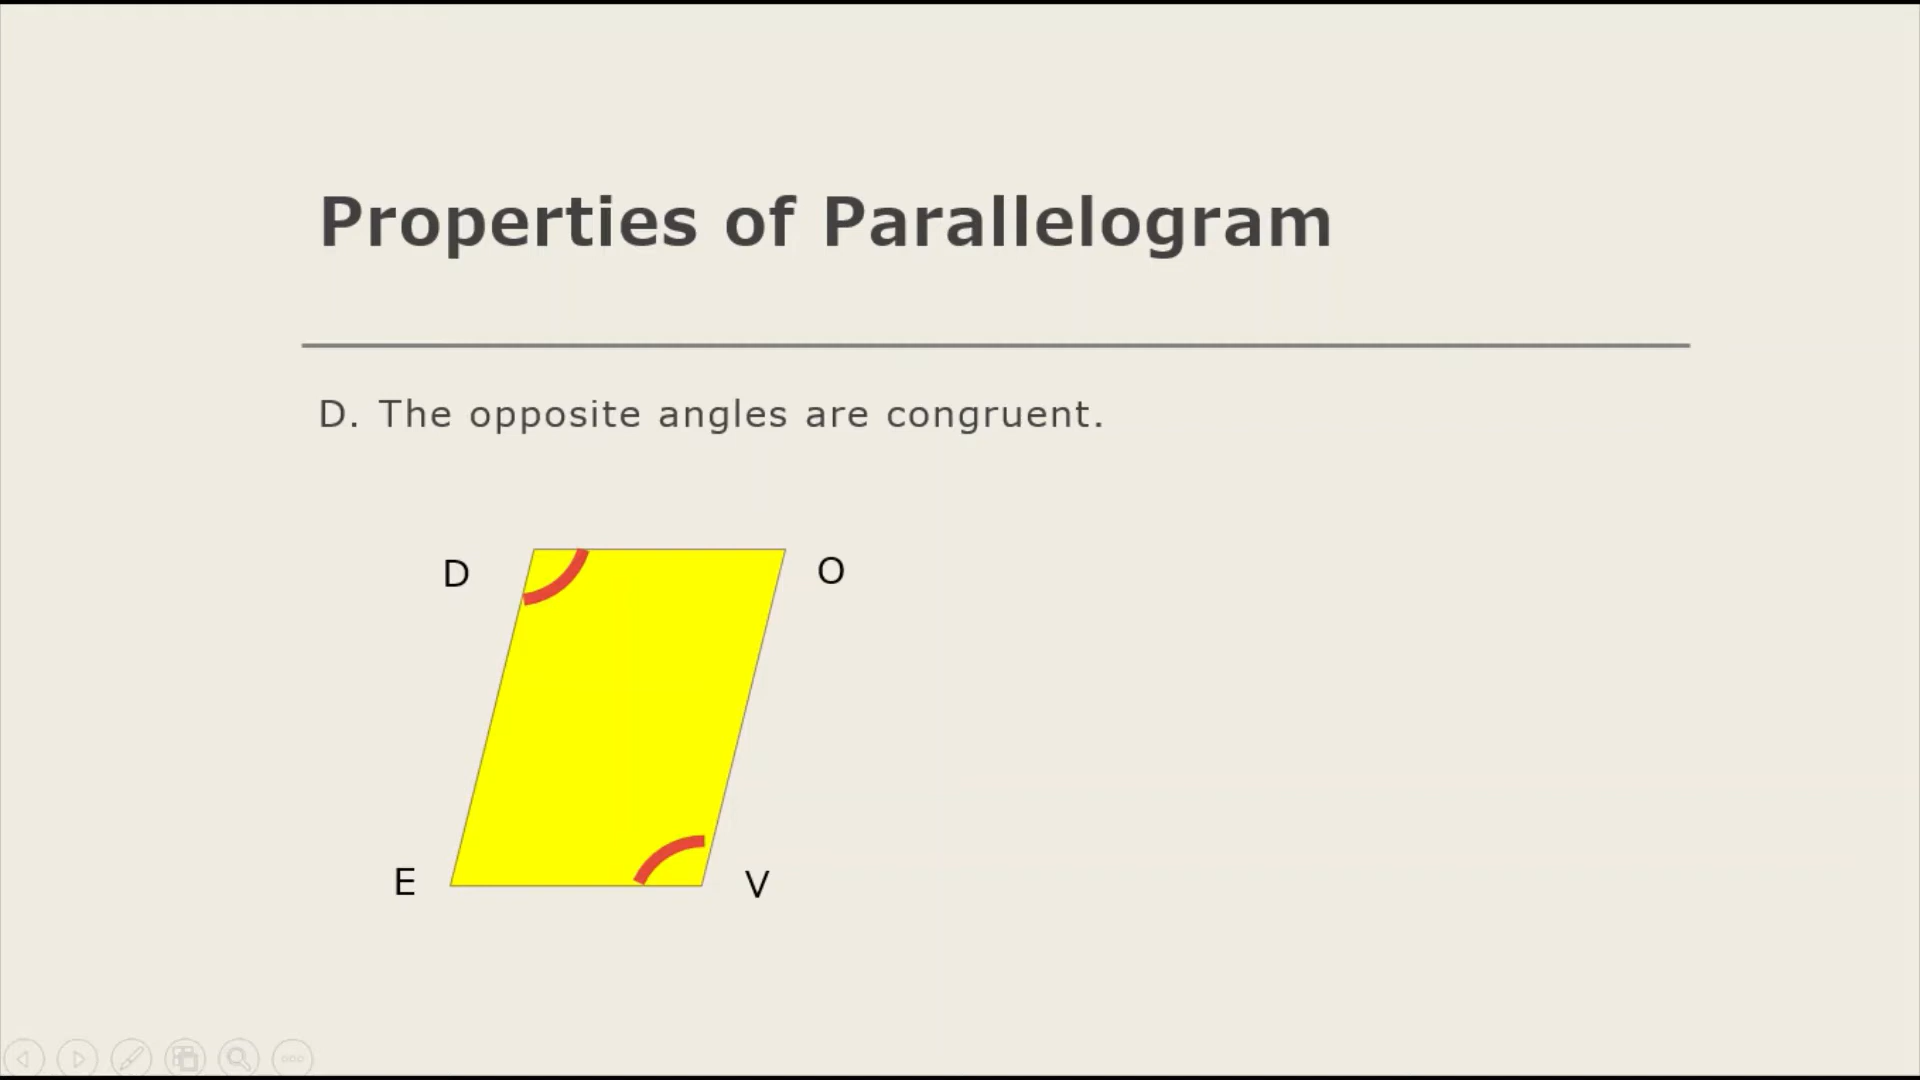 Properties of Parallelogram
D. The opposite angles are congruent.
D
O
E
V